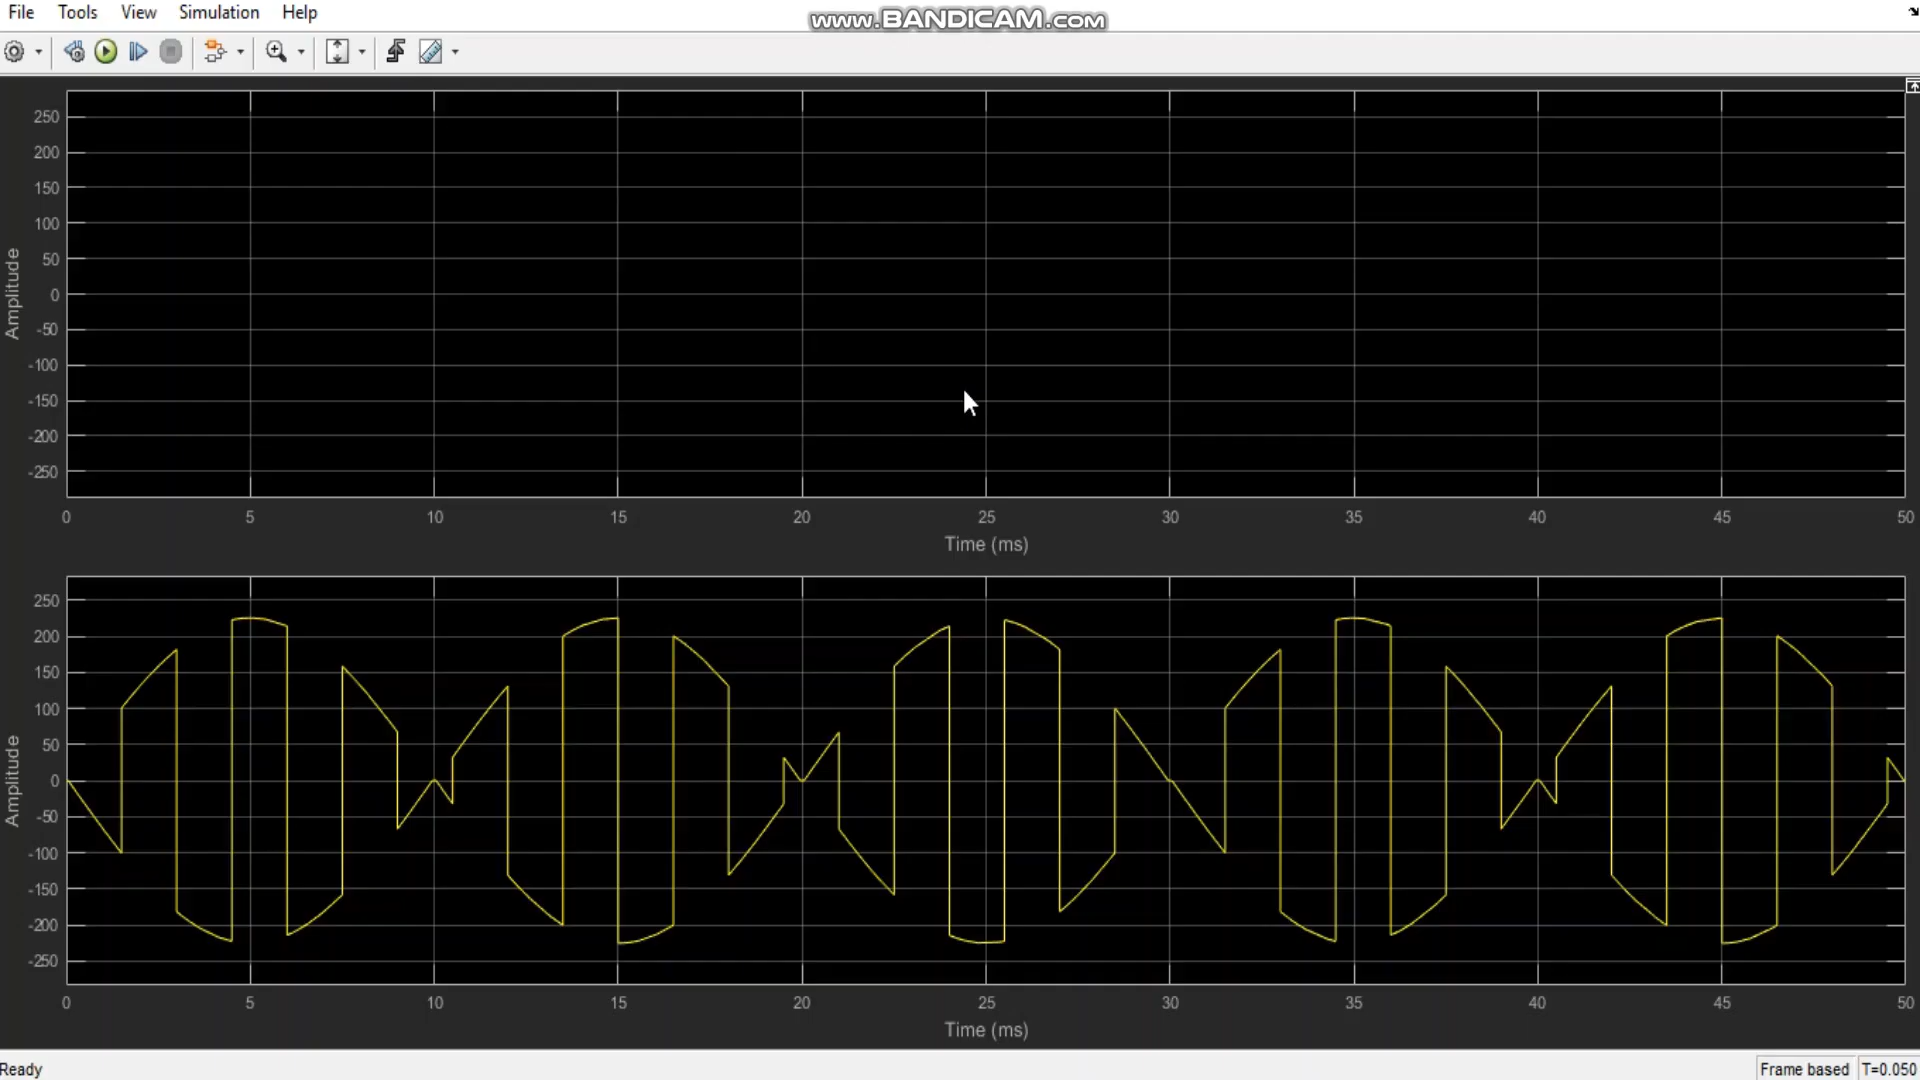 File Tools View Simulation Help
www.BANDICAM.com
250
200
150
100
50
0
-50
-100
-150
-200
-250
Amplitude
0 5 10 15 20 25 30 35 40 45 50
Time (ms)
250
200
150
100
50
0
-50
-100
-150
-200
-250
Amplitude
0 5 10 15 20 25 30 35 40 45 50
Time (ms)
Ready
Frame based T=0.050